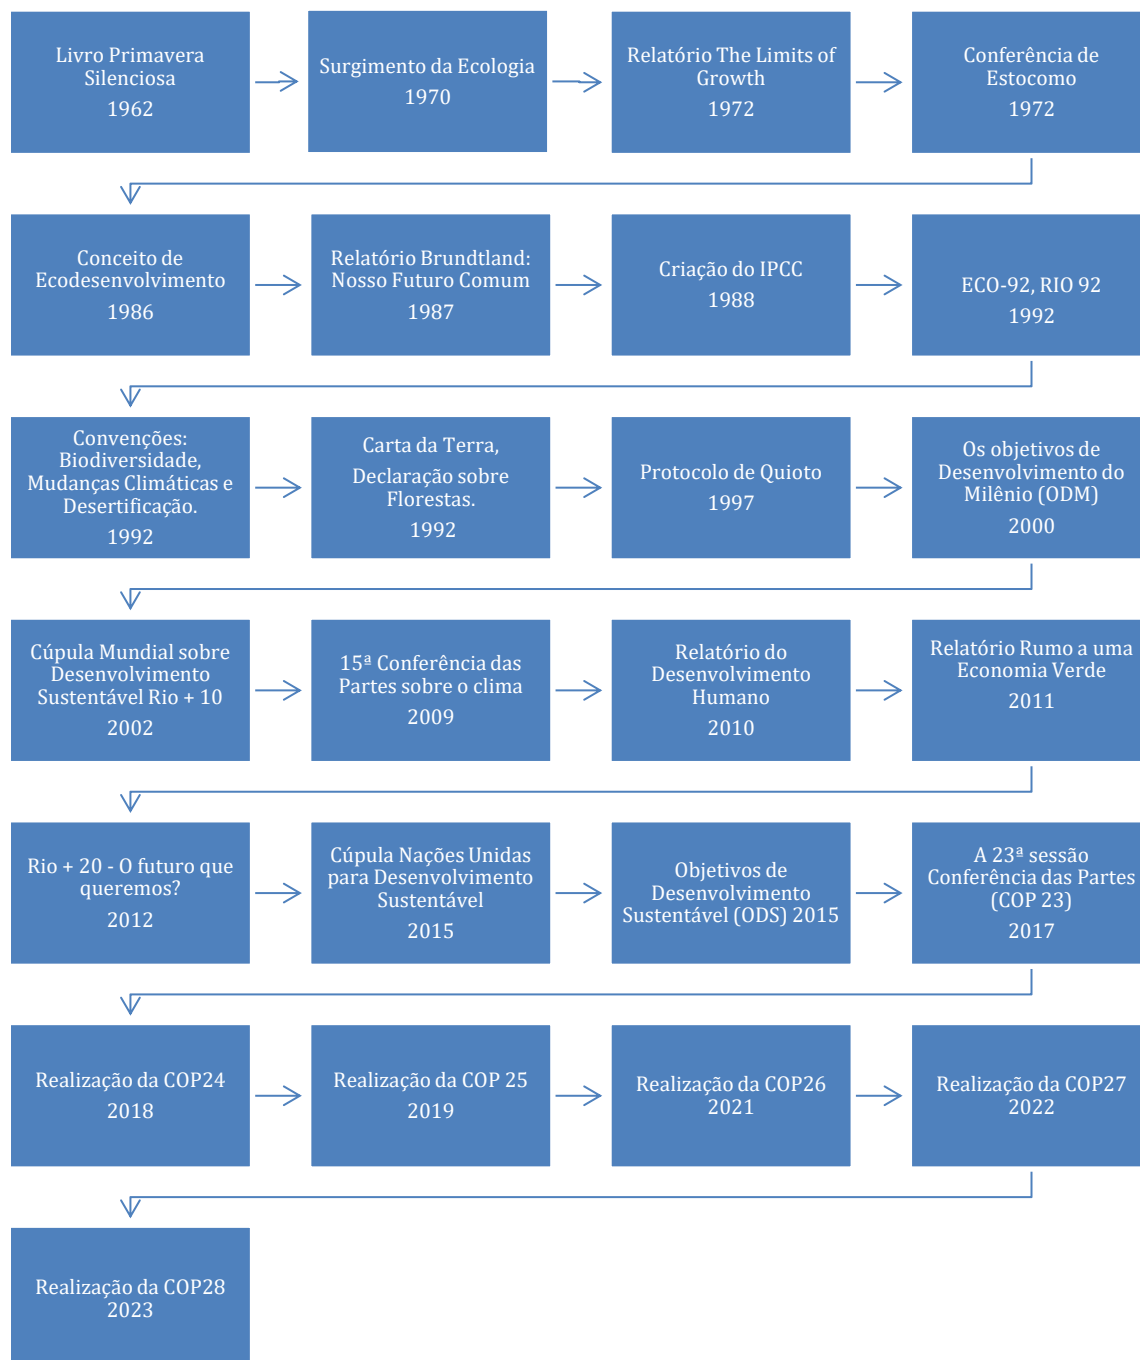 Livro Primavera
Silenciosa
1962
Surgimento da Ecologia
1970
Relatório The Limits of
Growth
1972
Conferência de
Estocomo
1972
Conceito de
Ecodesenvolvimento
1986
Relatório Brundtland:
Nosso Futuro Comum
1987
Criação do IPCC
1988
ECO-92, RIO 92
1992
Convenções:
Biodiversidade,
Mudanças Climáticas e
Desertificação.
1992
Carta da Terra,
Declaração sobre
Florestas.
1992
Protocolo de Quioto
1997
Os objetivos de
Desenvolvimento do
Milênio (ODM)
2000
Cúpula Mundial sobre
Desenvolvimento
Sustentável Rio + 10
2002
15ª Conferência das
Partes sobre o clima
2009
Relatório do
Desenvolvimento
Humano
2010
Relatório Rumo a uma
Economia Verde
2011
Rio + 20 - O futuro que
queremos?
2012
Cúpula Nações Unidas
para Desenvolvimento
Sustentável
2015
Objetivos de
Desenvolvimento
Sustentável (ODS) 2015
A 23ª sessão
Conferência das Partes
(COP 23)
2017
Realização da COP24
2018
Realização da COP 25
2019
Realização da COP26
2021
Realização da COP27
2022
Realização da COP28
2023